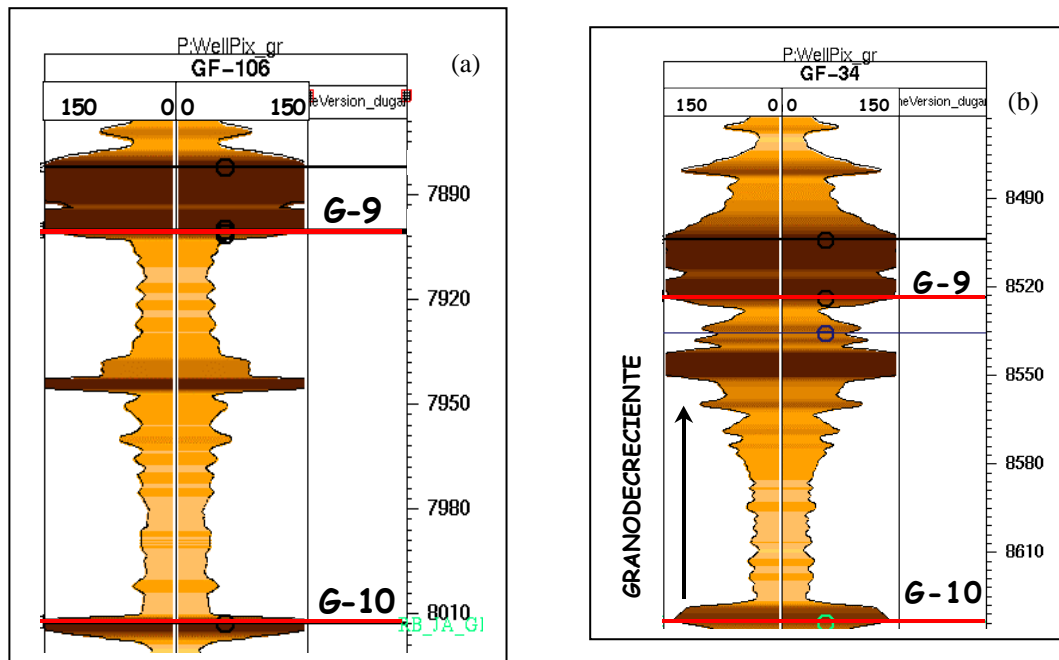 P:WellPix_gr
(a)
GF-106
150 0 0 150
eVersion_dugar
7890
G-9
7920
7950
7980
G-10
8010
P:WellPix_gr
GF-34
(b)
150 0 0 150
8490
G-9
8520
8550
GRANODECRECIENTE
8580
8610
G-10